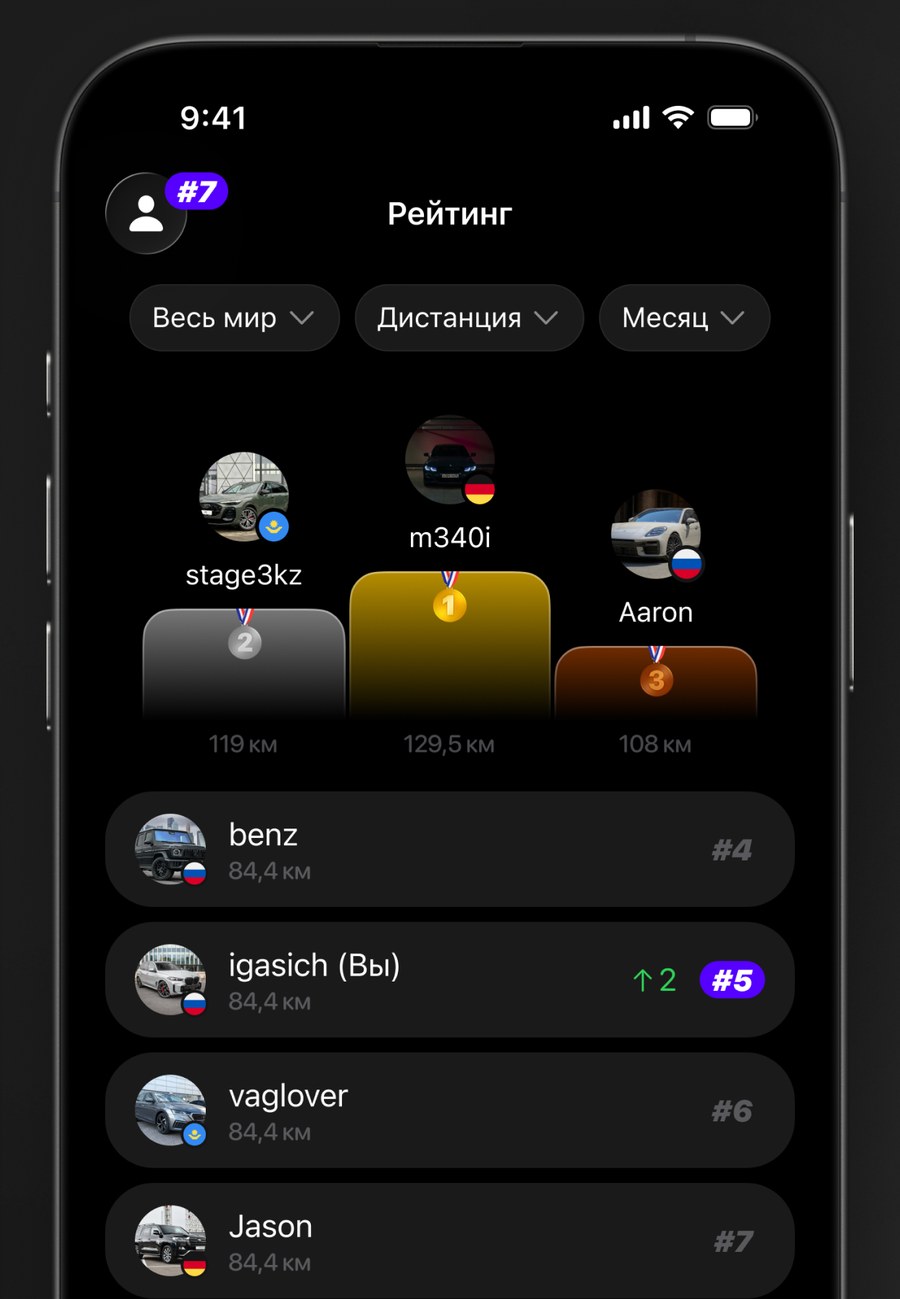 9:41
#7
Рейтинг
Весь мир
Дистанция
Месяц
m340i
stage3kz
Aaron
1
2
3
119 км
129,5 км
108 км
benz
84,4 км
#4
igasich (Вы)
84,4 км
↑2
#5
vaglover
84,4 км
#6
Jason
84,4 км
#7